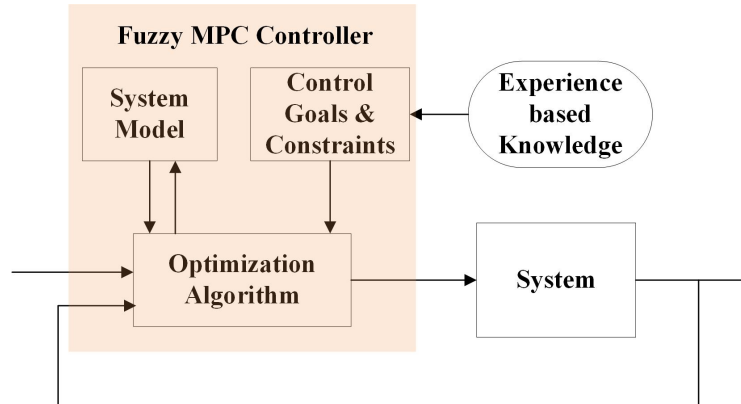 Fuzzy MPC Controller
System
Model
Control
Goals &
Constraints
Experience
based
Knowledge
Optimization
Algorithm
System